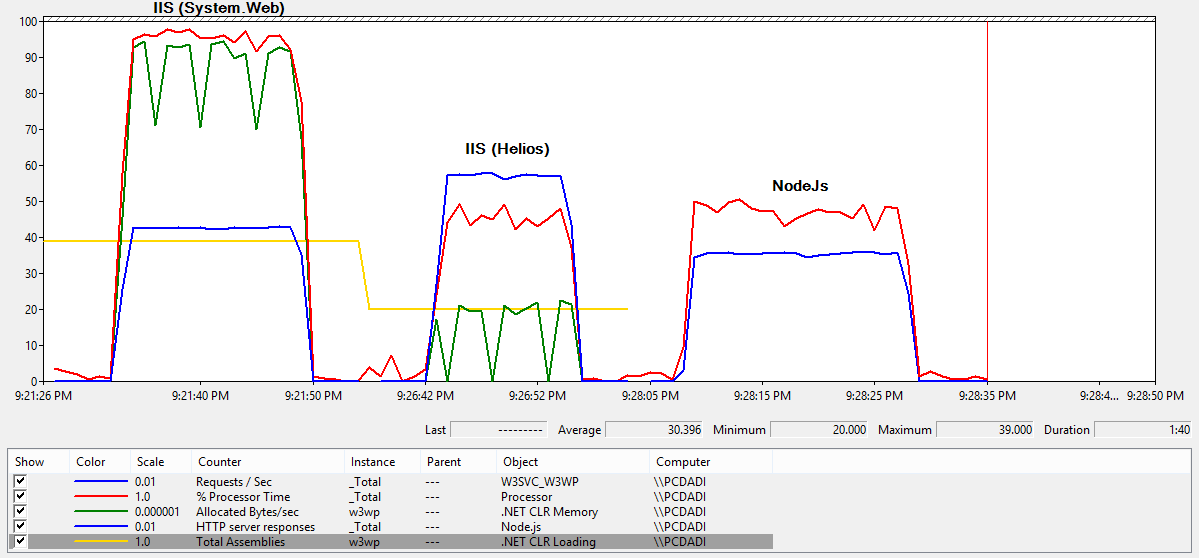 IIS (System.Web)
100
90
80
70
60
50
40
30
20
10
0
IIS (Helios)
NodeJs
9:21:26 PM 9:21:40 PM 9:21:50 PM 9:26:42 PM 9:26:52 PM 9:28:05 PM 9:28:15 PM 9:28:25 PM 9:28:35 PM 9:28:4... 9:28:50 PM
Last --------- Average 30.396 Minimum 20.000 Maximum 39.000 Duration 1:40
Show Color Scale Counter Instance Parent Object Computer
0.01 Requests / Sec _Total --- W3SVC_W3WP \\PCDADI
1.0 % Processor Time _Total --- Processor \\PCDADI
0.000001 Allocated Bytes/sec w3wp --- .NET CLR Memory \\PCDADI
0.01 HTTP server responses _Total --- Node.js \\PCDADI
1.0 Total Assemblies w3wp --- .NET CLR Loading \\PCDADI